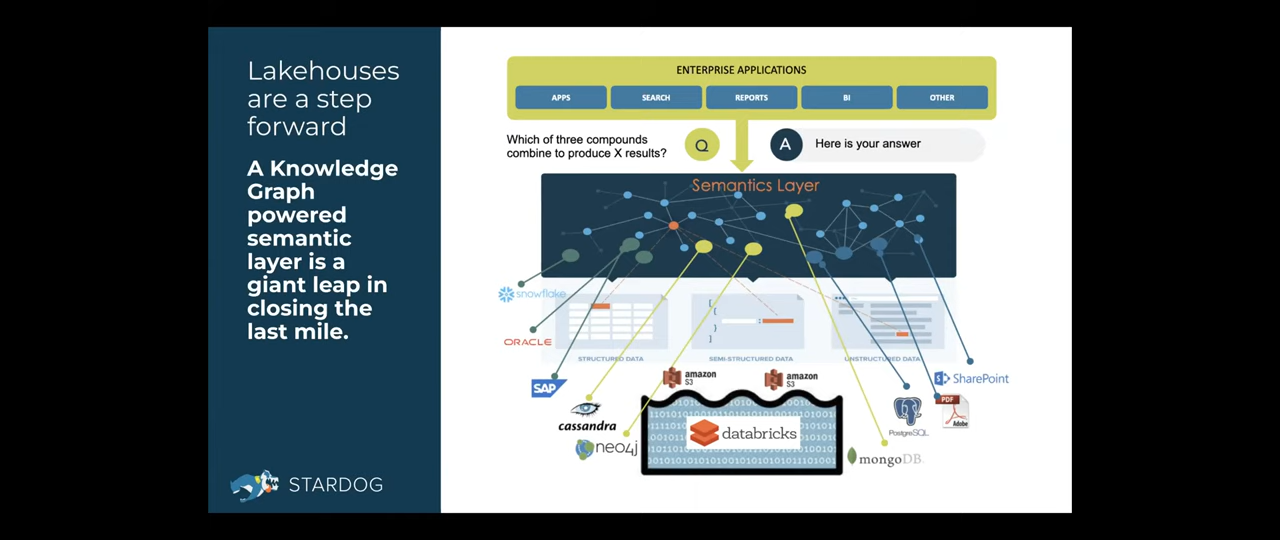 Lakehouses
are a step
forward
A Knowledge
Graph
powered
semantic
layer is a
giant leap in
closing the
last mile.
STARDOG
ENTERPRISE APPLICATIONS
APPS
SEARCH
REPORTS
BI
OTHER
Which of three compounds
combine to produce X results?
Q
A
Here is your answer
Semantics Layer
snowflake
ORACLE
SAP
cassandra
neo4j
[
{
:
}
]
STRUCTURED DATA
SEMI-STRUCTURED DATA
UNSTRUCTURED DATA
amazon
S3
amazon
S3
databricks
SharePoint
PDF
Adobe
PostgreSQL
mongoDB